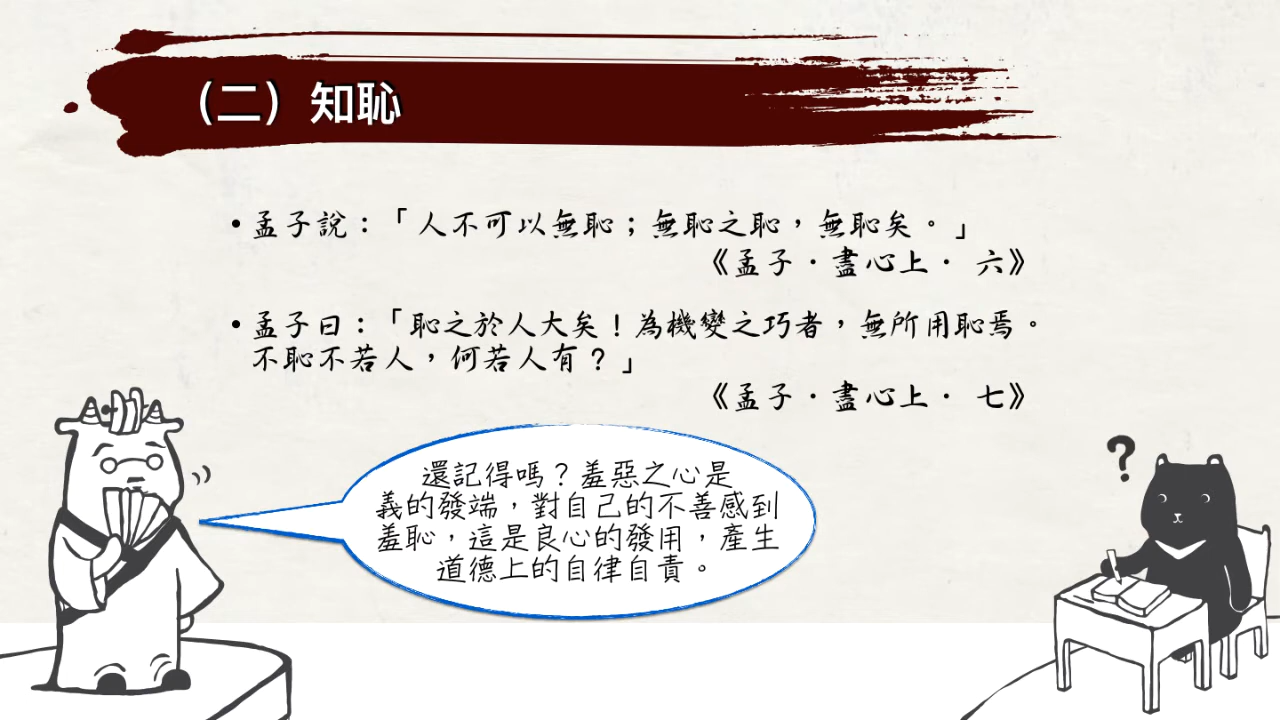 （二）知恥
• 孟子說：「人不可以無恥；無恥之恥，無恥矣。」
《孟子．盡心上． 六》
• 孟子曰：「恥之於人大矣！為機變之巧者，無所用恥焉。
不恥不若人，何若人有？」
《孟子．盡心上． 七》
還記得嗎？羞惡之心是
義的發端，對自己的不善感到
羞恥，這是良心的發用，產生
道德上的自律自責。
?